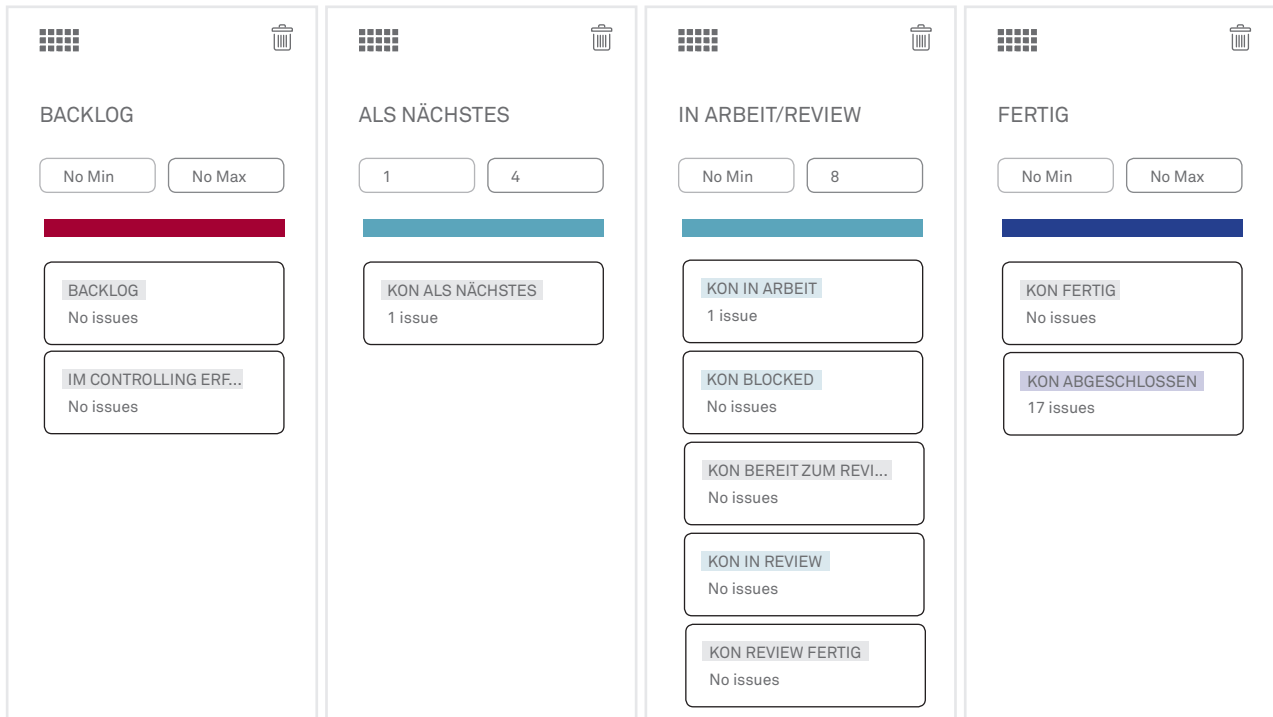 BACKLOG
No Min
No Max
BACKLOG
No issues
IM CONTROLLING ERF...
No issues
ALS NÄCHSTES
1
4
KON ALS NÄCHSTES
1 issue
IN ARBEIT/REVIEW
No Min
8
KON IN ARBEIT
1 issue
KON BLOCKED
No issues
KON BEREIT ZUM REVI...
No issues
KON IN REVIEW
No issues
KON REVIEW FERTIG
No issues
FERTIG
No Min
No Max
KON FERTIG
No issues
KON ABGESCHLOSSEN
17 issues